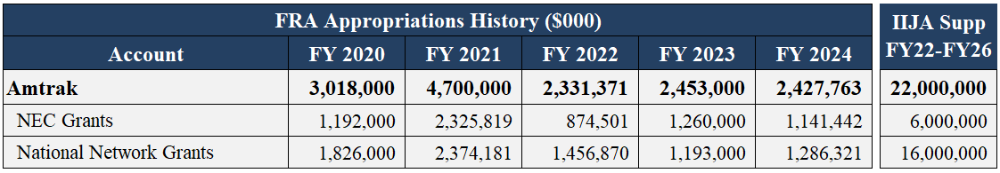 FRA Appropriations History ($000) IIJA Supp
Account FY 2020 FY 2021 FY 2022 FY 2023 FY 2024 FY22-FY26
Amtrak 3,018,000 4,700,000 2,331,371 2,453,000 2,427,763 22,000,000
NEC Grants 1,192,000 2,325,819 874,501 1,260,000 1,141,442 6,000,000
National Network Grants 1,826,000 2,374,181 1,456,870 1,193,000 1,286,321 16,000,000